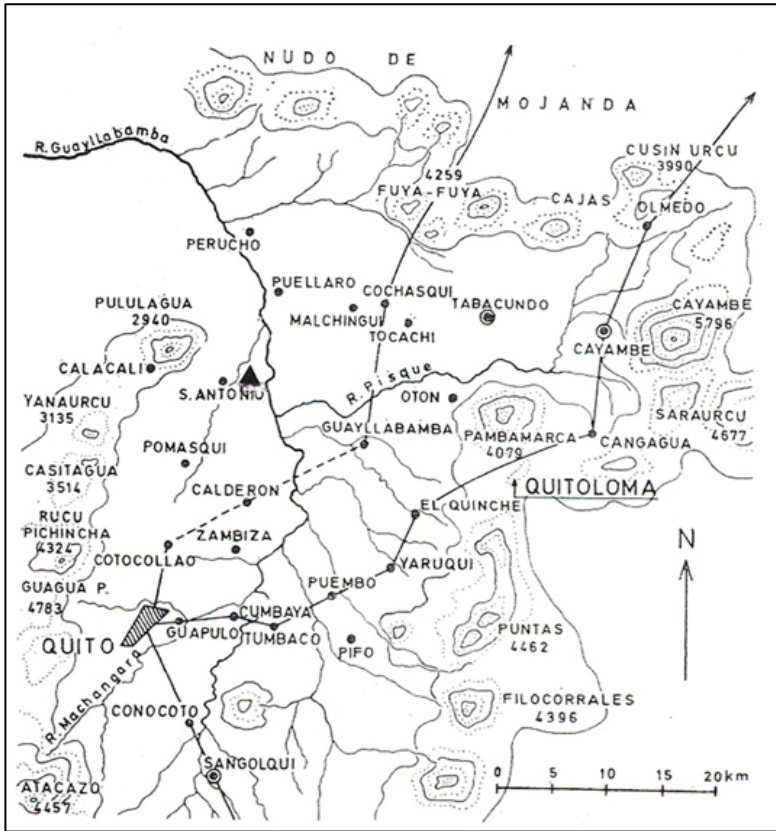 NUDO DE
MOJANDA
R. Guayllabamba
CUSIN URCU
3990
4259
FUYA-FUYA
CAJAS
OLMEDO
PERUCHO
PUELLARO
COCHASQUI
TABACUNDO
CAYAMBE
5796
PULULAGUA
2940
MALCHINGUI
TOCACHI
CAYAMBE
CALACALI
R. Pisque
S. ANTONIO
OTON
YANAURCU
3135
SARAURCU
4677
GUAYLLABAMBA
PAMBAMARCA
4079
CANGAGUA
POMASQUI
CASITAGUA
3514
QUITOLOMA
CALDERON
EL QUINCHE
RUCU
PICHINCHA
4324
ZAMBIZA
N
COTOCOLLAO
YARUQUI
GUAGUA P.
4783
PUEMBO
CUMBAYA
GUAPULO
TUMBACO
PUNTAS
4462
QUITO
PIFO
R. Machangara
FILOCORRALES
4396
CONOCOTO
SANGOLQUI
ATACAZO
4457
0 5 10 15 20 km